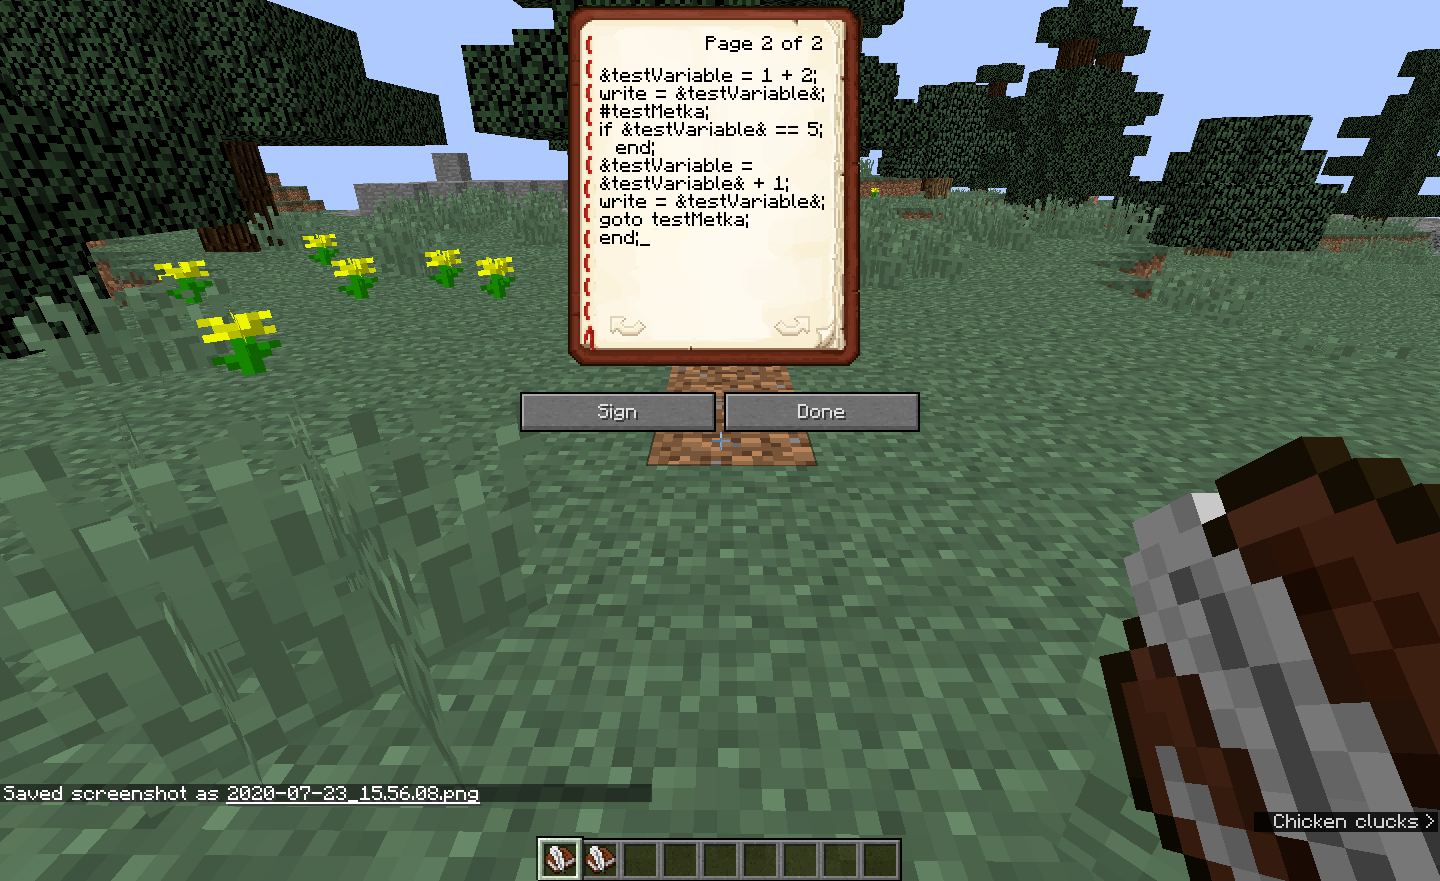 Page 2 of 2
&testVariable = 1 + 2;
write = &testVariable&;
#testMetka;
if &testVariable& == 5;
end;
&testVariable =
&testVariable& + 1;
write = &testVariable&;
goto testMetka;
end;_
Sign
Done
Saved screenshot as 2020-07-23_15.56.08.png
Chicken clucks >